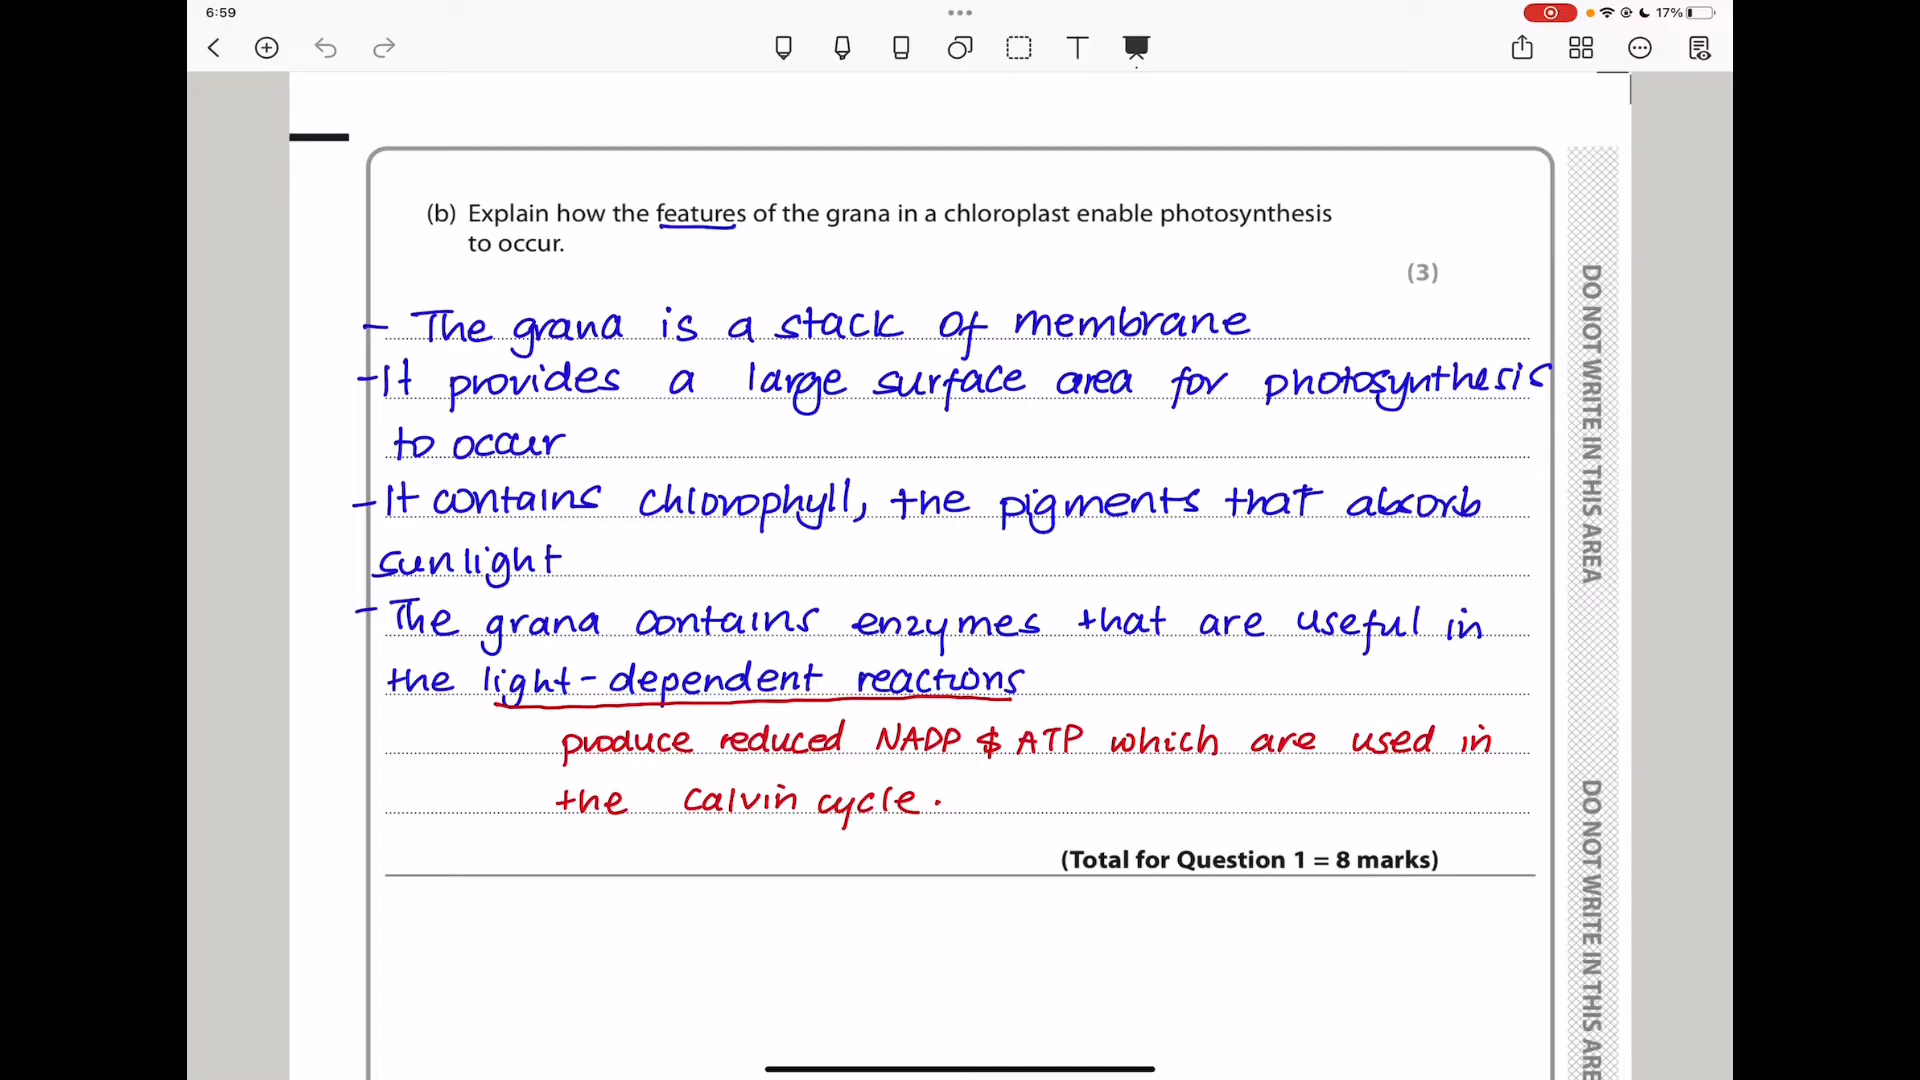 6:59
17%
(b) Explain how the features of the grana in a chloroplast enable photosynthesis
to occur.
(3)
- The grana is a stack of membrane
- It provides a large surface area for photosynthesis
to occur
- It contains chlorophyll, the pigments that absorb
sunlight
- The grana contains enzymes that are useful in
the light-dependent reactions
produce reduced NADP & ATP which are used in
the Calvin cycle.
(Total for Question 1 = 8 marks)
DO NOT WRITE IN THIS AREA
DO NOT WRITE IN THIS ARE